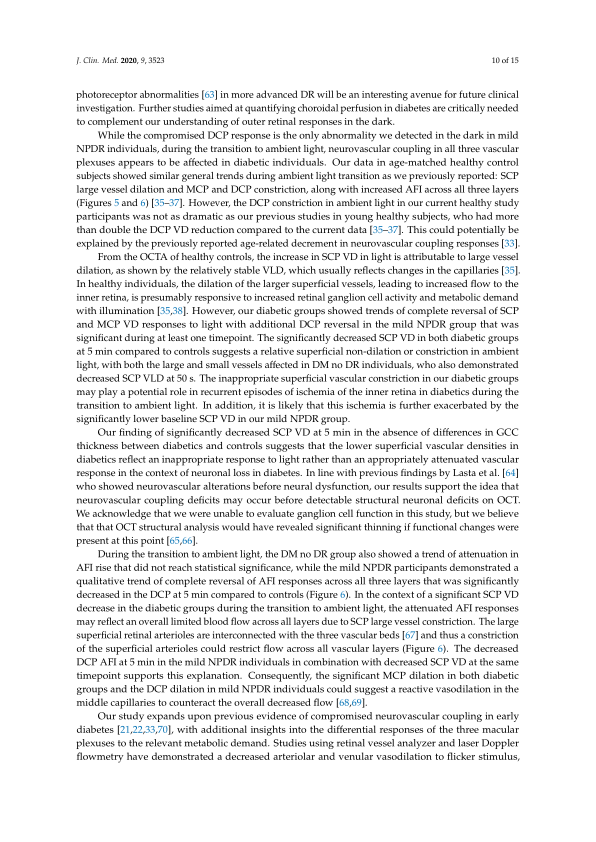 J. Clin. Med. 2020, 9, 3523
10 of 15
photoreceptor abnormalities [63] in more advanced DR will be an interesting avenue for future clinical
investigation. Further studies aimed at quantifying choroidal perfusion in diabetes are critically needed
to complement our understanding of outer retinal responses in the dark.
While the compromised DCP response is the only abnormality we detected in the dark in mild
NPDR individuals, during the transition to ambient light, neurovascular coupling in all three vascular
plexuses appears to be affected in diabetic individuals. Our data in age-matched healthy control
subjects showed similar general trends during ambient light transition as we previously reported: SCP
large vessel dilation and MCP and DCP constriction, along with increased AFI across all three layers
(Figures 5 and 6) [35–37]. However, the DCP constriction in ambient light in our current healthy study
participants was not as dramatic as our previous studies in young healthy subjects, who had more
than double the DCP VD reduction compared to the current data [35–37]. This could potentially be
explained by the previously reported age-related decrement in neurovascular coupling responses [33].
From the OCTA of healthy controls, the increase in SCP VD in light is attributable to large vessel
dilation, as shown by the relatively stable VLD, which usually reflects changes in the capillaries [35].
In healthy individuals, the dilation of the larger superficial vessels, leading to increased flow to the
inner retina, is presumably responsive to increased retinal ganglion cell activity and metabolic demand
with illumination [35,38]. However, our diabetic groups showed trends of complete reversal of SCP
and MCP VD responses to light with additional DCP reversal in the mild NPDR group that was
significant during at least one timepoint. The significantly decreased SCP VD in both diabetic groups
at 5 min compared to controls suggests a relative superficial non-dilation or constriction in ambient
light, with both the large and small vessels affected in DM no DR individuals, who also demonstrated
decreased SCP VLD at 50 s. The inappropriate superficial vascular constriction in our diabetic groups
may play a potential role in recurrent episodes of ischemia of the inner retina in diabetics during the
transition to ambient light. In addition, it is likely that this ischemia is further exacerbated by the
significantly lower baseline SCP VD in our mild NPDR group.
Our finding of significantly decreased SCP VD at 5 min in the absence of differences in GCC
thickness between diabetics and controls suggests that the lower superficial vascular densities in
diabetics reflect an inappropriate response to light rather than an appropriately attenuated vascular
response in the context of neuronal loss in diabetes. In line with previous findings by Lasta et al. [64]
who showed neurovascular alterations before neural dysfunction, our results support the idea that
neurovascular coupling deficits may occur before detectable structural neuronal deficits on OCT.
We acknowledge that we were unable to evaluate ganglion cell function in this study, but we believe
that that OCT structural analysis would have revealed significant thinning if functional changes were
present at this point [65,66].
During the transition to ambient light, the DM no DR group also showed a trend of attenuation in
AFI rise that did not reach statistical significance, while the mild NPDR participants demonstrated a
qualitative trend of complete reversal of AFI responses across all three layers that was significantly
decreased in the DCP at 5 min compared to controls (Figure 6). In the context of a significant SCP VD
decrease in the diabetic groups during the transition to ambient light, the attenuated AFI responses
may reflect an overall limited blood flow across all layers due to SCP large vessel constriction. The large
superficial retinal arterioles are interconnected with the three vascular beds [67] and thus a constriction
of the superficial arterioles could restrict flow across all vascular layers (Figure 6). The decreased
DCP AFI at 5 min in the mild NPDR individuals in combination with decreased SCP VD at the same
timepoint supports this explanation. Consequently, the significant MCP dilation in both diabetic
groups and the DCP dilation in mild NPDR individuals could suggest a reactive vasodilation in the
middle capillaries to counteract the overall decreased flow [68,69].
Our study expands upon previous evidence of compromised neurovascular coupling in early
diabetes [21,22,33,70], with additional insights into the differential responses of the three macular
plexuses to the relevant metabolic demand. Studies using retinal vessel analyzer and laser Doppler
flowmetry have demonstrated a decreased arteriolar and venular vasodilation to flicker stimulus,